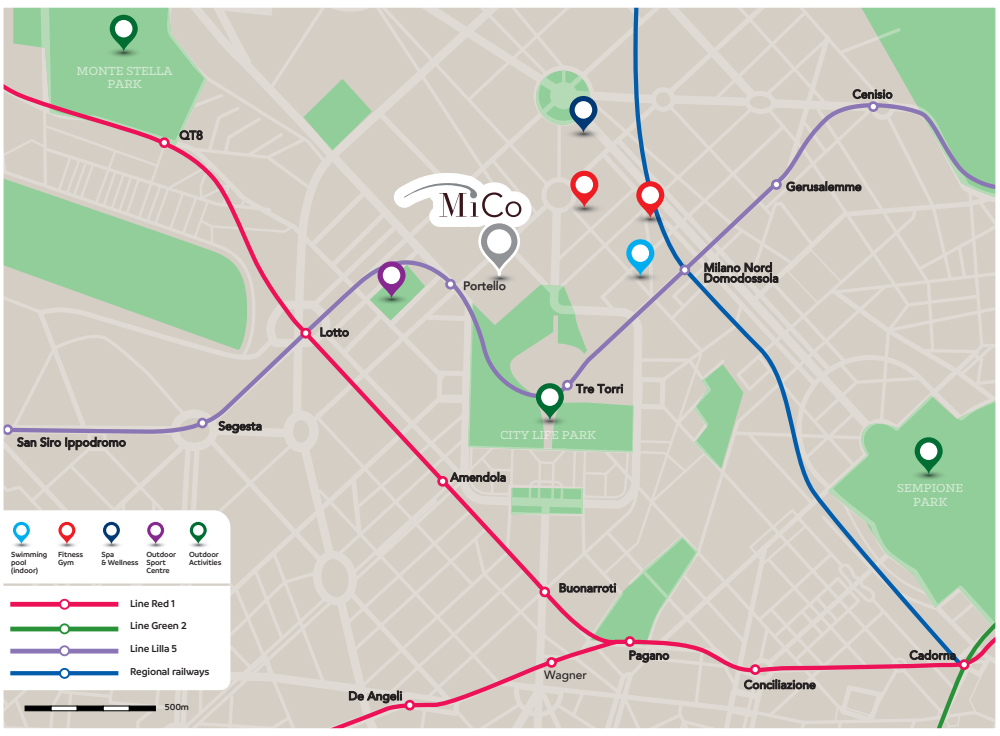 MONTE STELLA
PARK
QT8
Cenisio
Gerusalemme
MiCo
Milano Nord
Domodossola
Portello
Lotto
Tre Torri
Segesta
San Siro Ippodromo
CITY LIFE PARK
Amendola
SEMPIONE
PARK
Buonarroti
Pagano
Wagner
De Angeli
Conciliazione
Cadorna
Swimming
pool
(indoor)
Fitness
Gym
Spa
& Wellness
Outdoor
Sport
Centre
Outdoor
Activities
Line Red 1
Line Green 2
Line Lilla 5
Regional railways
500m